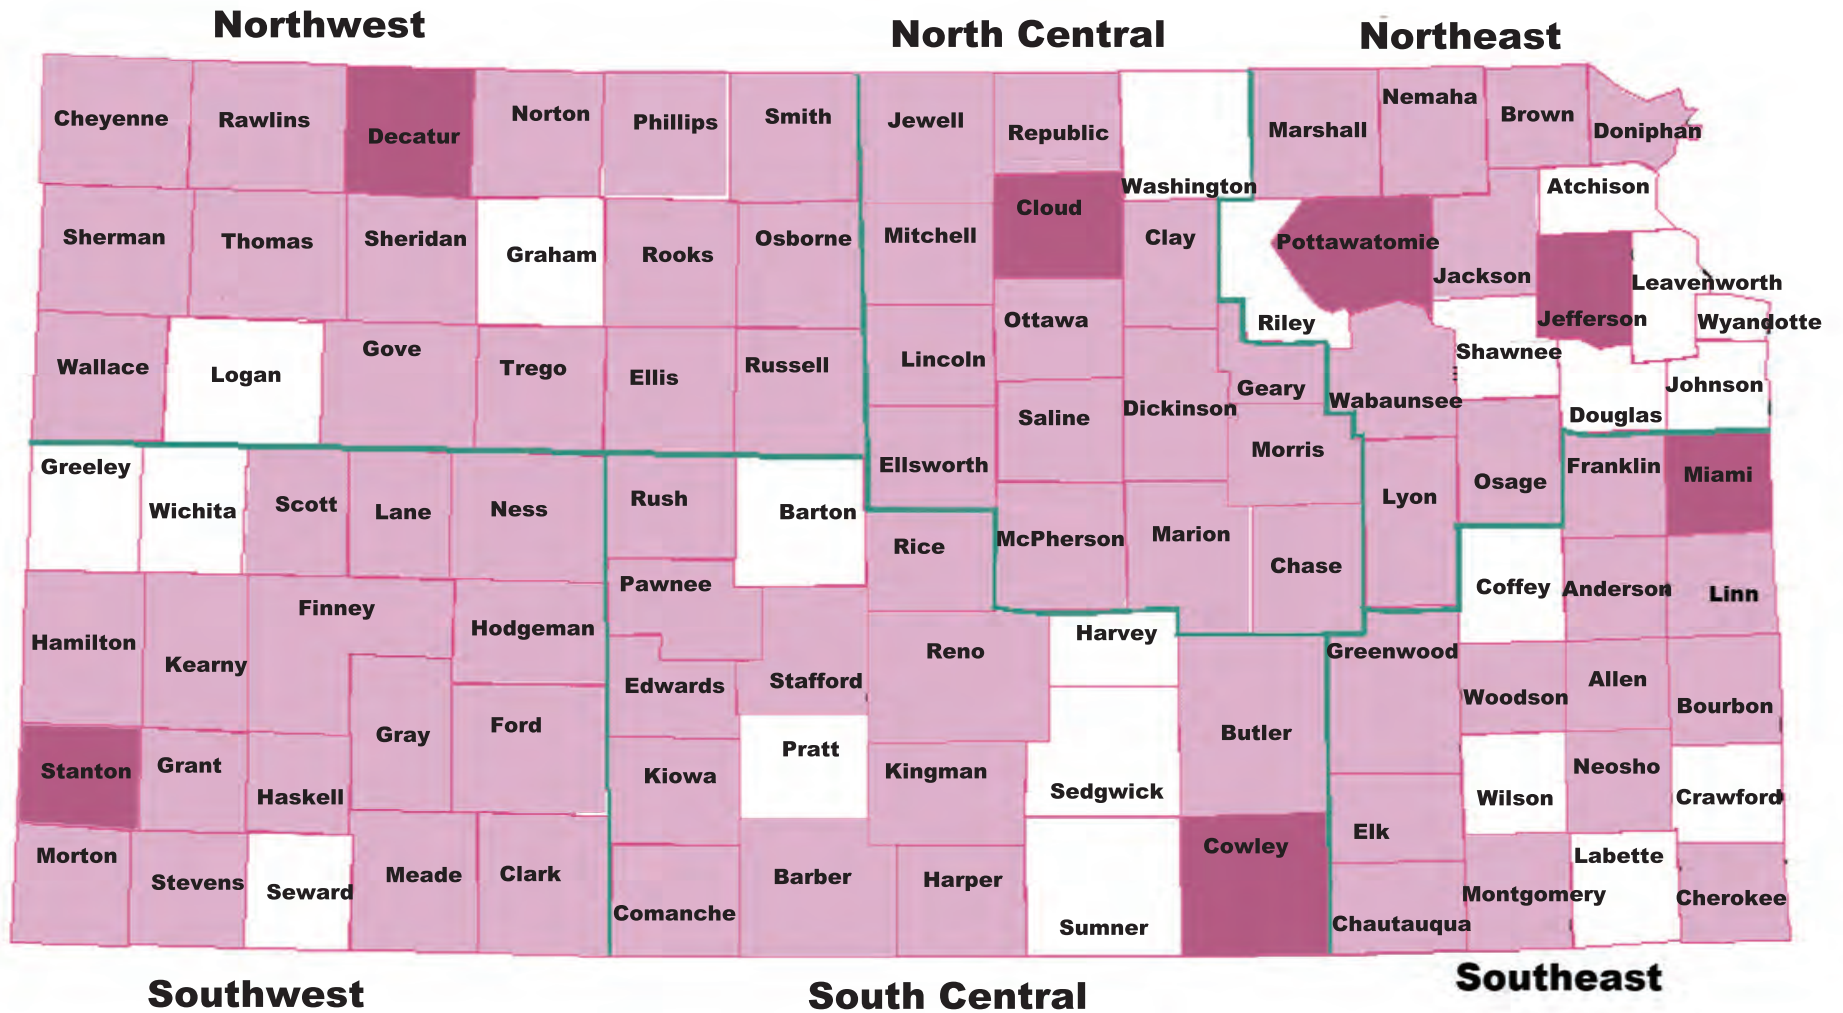 Northwest
North Central
Northeast
Cheyenne
Rawlins
Decatur
Norton
Phillips
Smith
Jewell
Republic
Washington
Marshall
Nemaha
Brown
Doniphan
Atchison
Sherman
Thomas
Sheridan
Graham
Rooks
Osborne
Mitchell
Cloud
Clay
Pottawatomie
Jackson
Jefferson
Leavenworth
Wyandotte
Riley
Wallace
Logan
Gove
Trego
Ellis
Russell
Lincoln
Ottawa
Saline
Dickinson
Geary
Wabaunsee
Shawnee
Douglas
Johnson
Greeley
Wichita
Scott
Lane
Ness
Rush
Barton
Ellsworth
Rice
McPherson
Marion
Morris
Chase
Lyon
Osage
Franklin
Miami
Hamilton
Kearny
Finney
Hodgeman
Pawnee
Edwards
Stafford
Reno
Harvey
Greenwood
Coffey
Anderson
Linn
Woodson
Allen
Bourbon
Stanton
Grant
Haskell
Gray
Ford
Kiowa
Pratt
Kingman
Sedgwick
Butler
Elk
Wilson
Neosho
Crawford
Morton
Stevens
Seward
Meade
Clark
Comanche
Barber
Harper
Sumner
Cowley
Chautauqua
Montgomery
Labette
Cherokee
Southwest
South Central
Southeast